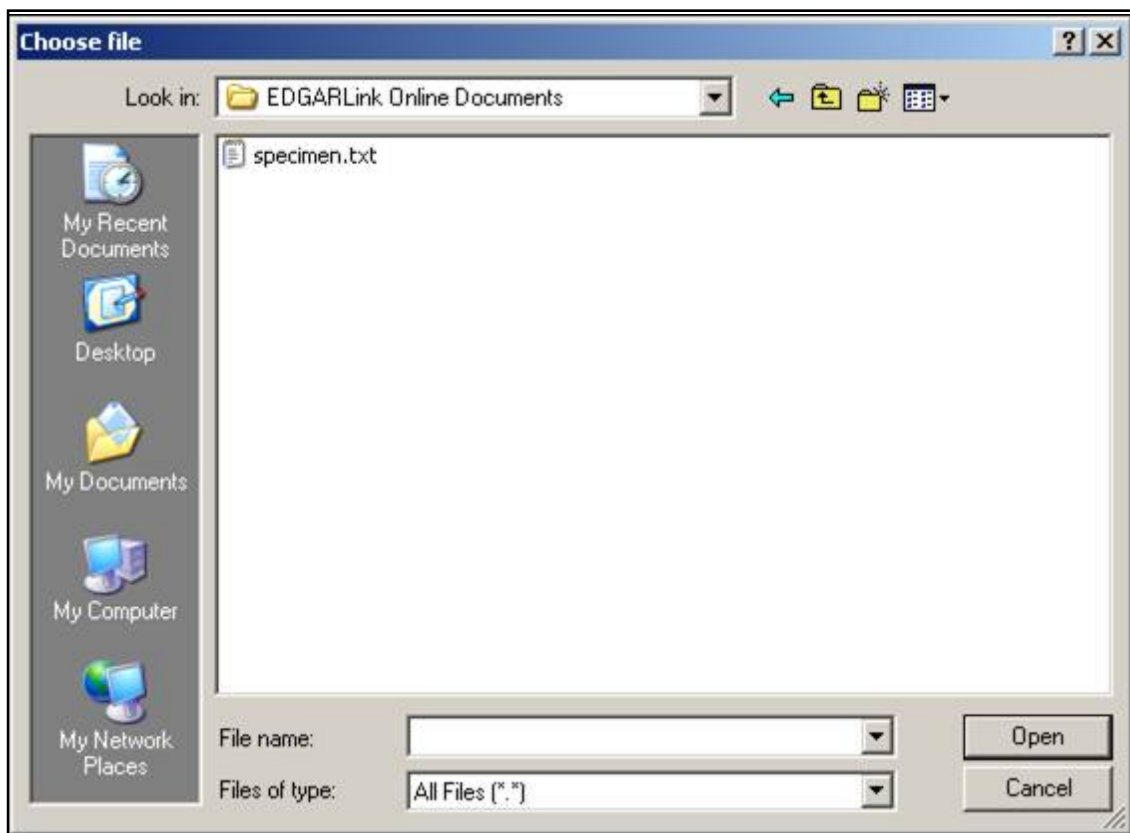 Choose file
Look in:
EDGARLink Online Documents
specimen.txt
My Recent
Documents
Desktop
My Documents
My Computer
My Network
Places
File name:
Open
Files of type:
All Files (*.*)
Cancel